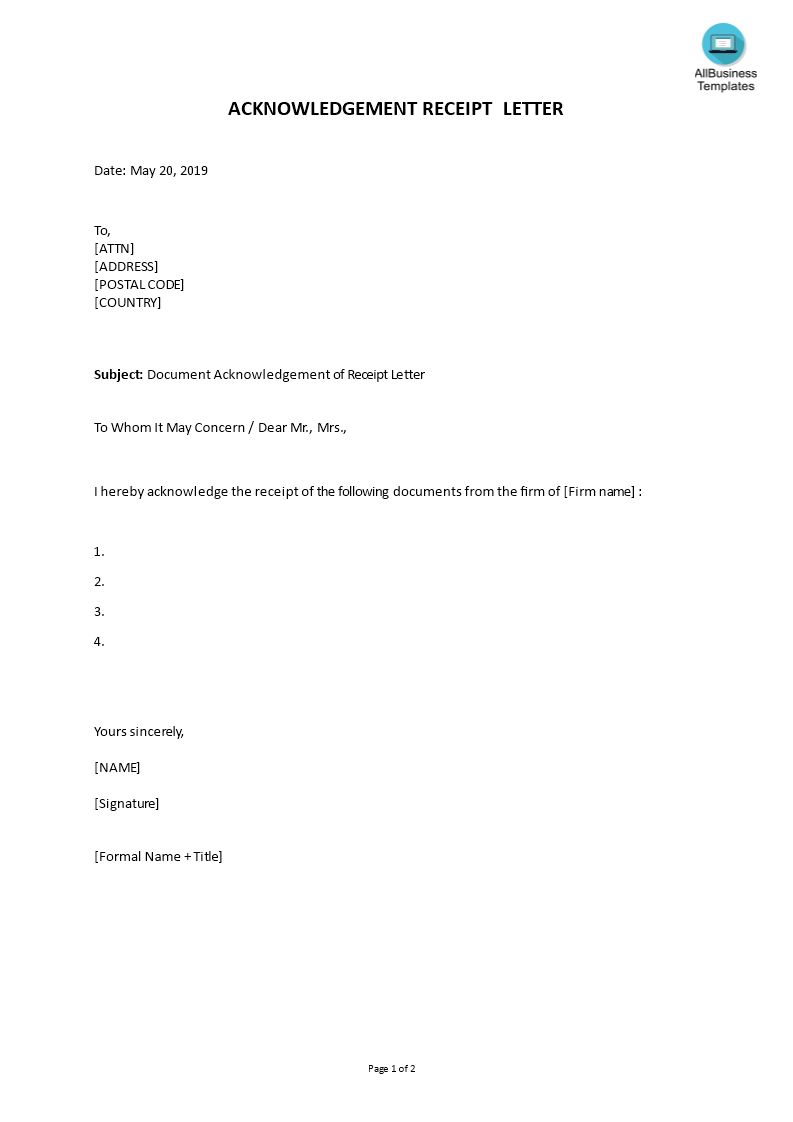 AllBusiness
Templates
ACKNOWLEDGEMENT RECEIPT LETTER
Date: May 20, 2019
To,
[ATTN]
[ADDRESS]
[POSTAL CODE]
[COUNTRY]
Subject: Document Acknowledgement of Receipt Letter
To Whom It May Concern / Dear Mr., Mrs.,
I hereby acknowledge the receipt of the following documents from the firm of [Firm name] :
1.
2.
3.
4.
Yours sincerely,
[NAME]
[Signature]
[Formal Name + Title]
Page 1 of 2